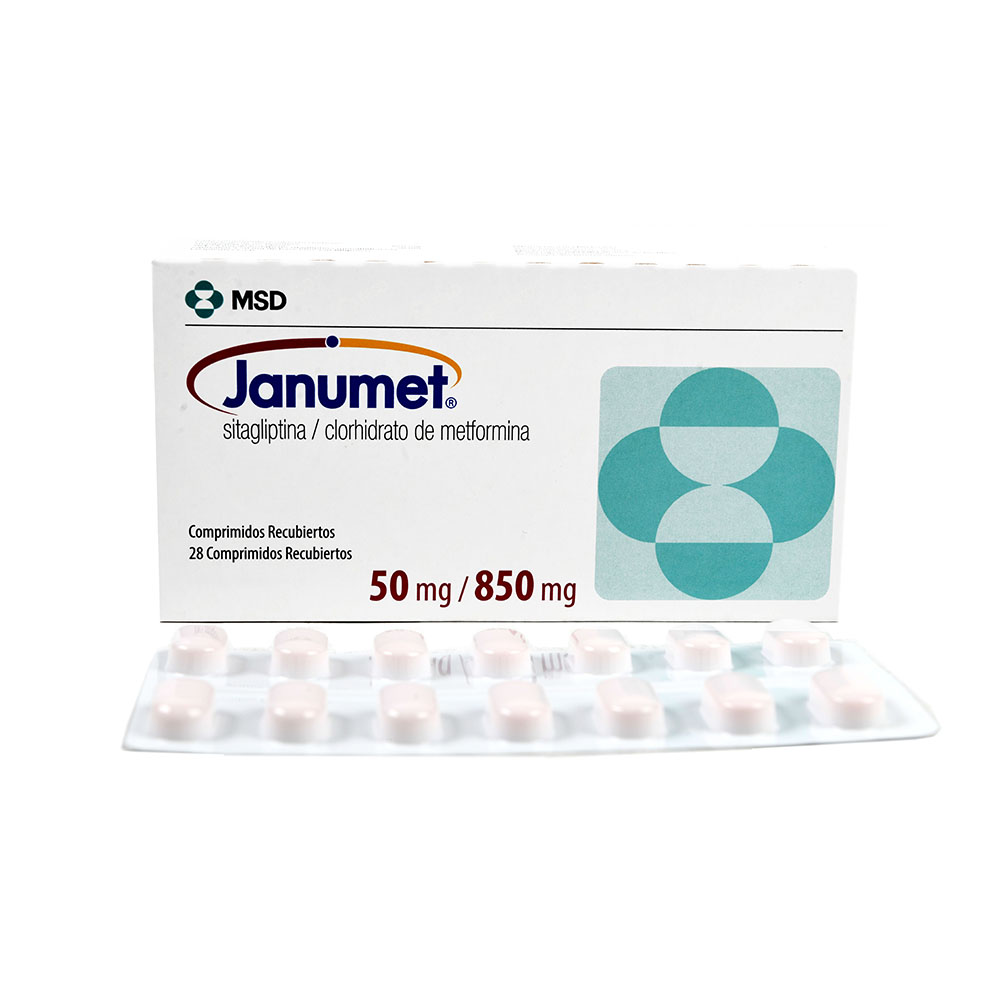 MSD
Janumet®
sitagliptina / clorhidrato de metformina
Comprimidos Recubiertos
28 Comprimidos Recubiertos
50 mg / 850 mg